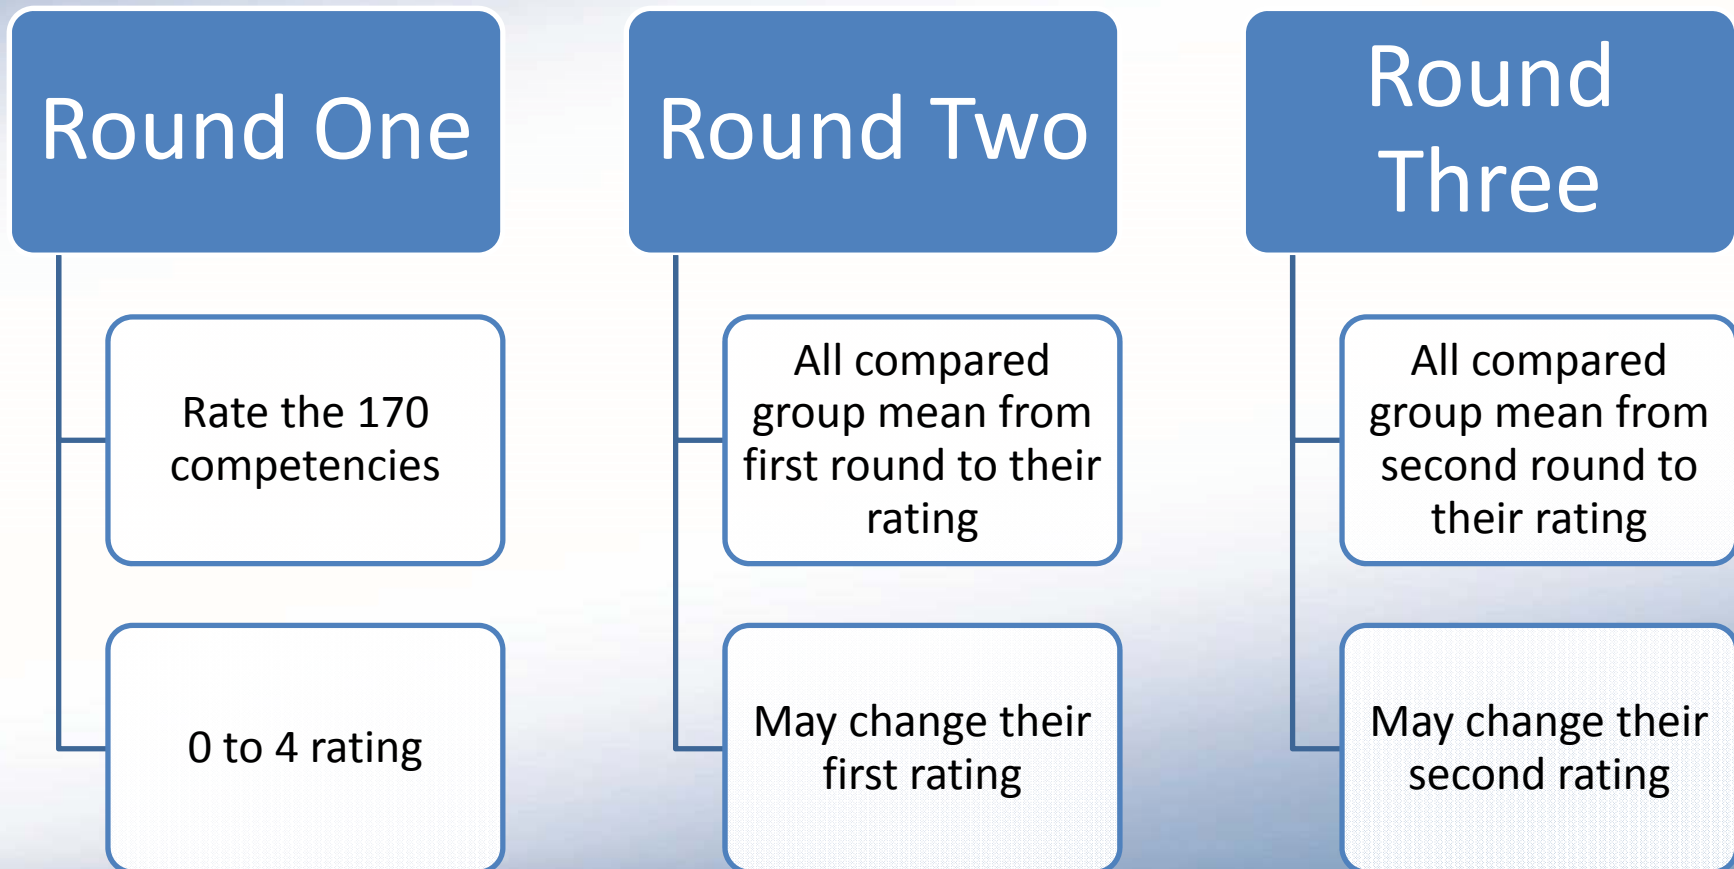 Round One
Rate the 170
competencies
0 to 4 rating
Round Two
All compared
group mean from
first round to their
rating
May change their
first rating
Round
Three
All compared
group mean from
second round to
their rating
May change their
second rating